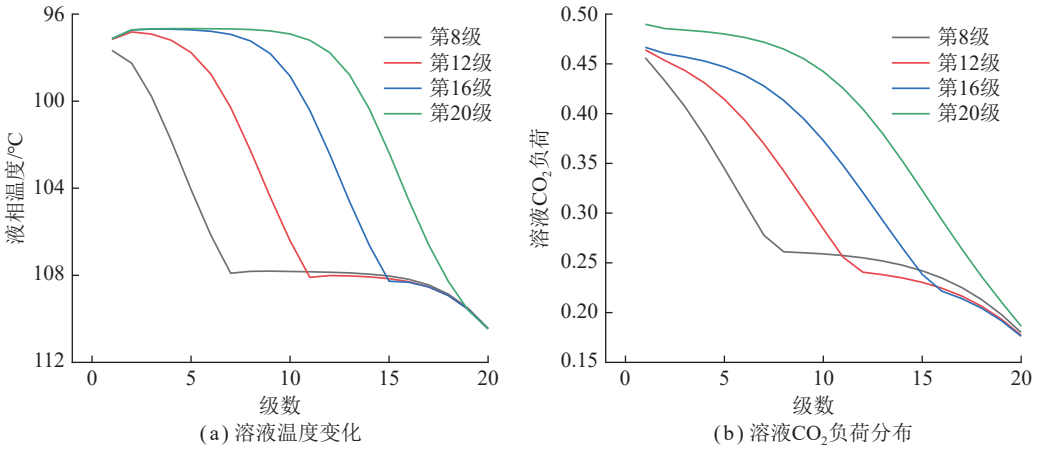 96
100
104
108
112
液相温度/℃
0
5
10
15
20
级数
第8级
第12级
第16级
第20级
(a) 溶液温度变化
0.50
0.45
0.40
0.35
0.30
0.25
0.20
0.15
溶液CO₂负荷
0
5
10
15
20
级数
第8级
第12级
第16级
第20级
(b) 溶液CO₂负荷分布